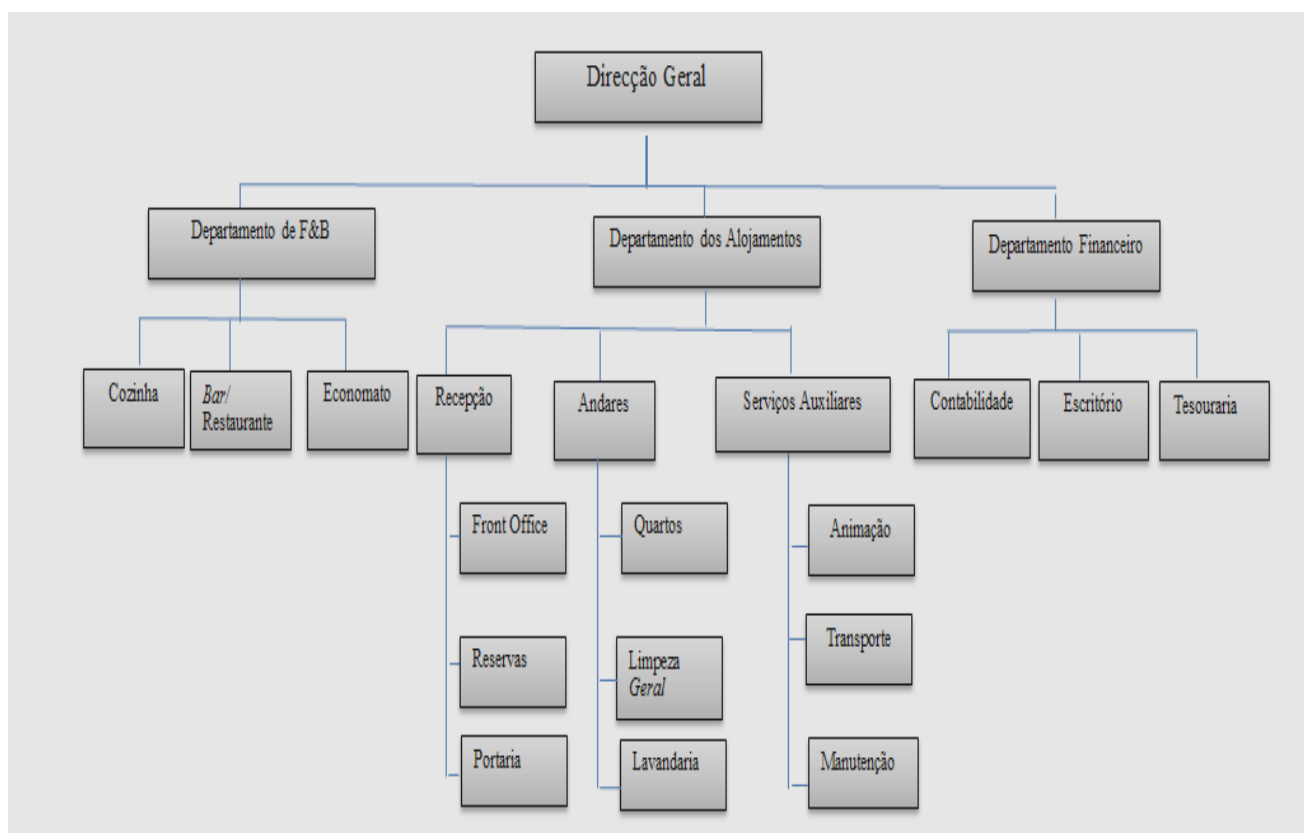 Direcção Geral
Departamento de F&B
Departamento dos Alojamentos
Departamento Financeiro
Cozinha
Bar/
Restaurante
Economato
Recepção
Andares
Serviços Auxiliares
Contabilidade
Escritório
Tesouraria
Front Office
Quartos
Animação
Reservas
Limpeza
Geral
Transporte
Portaria
Lavandaria
Manutenção